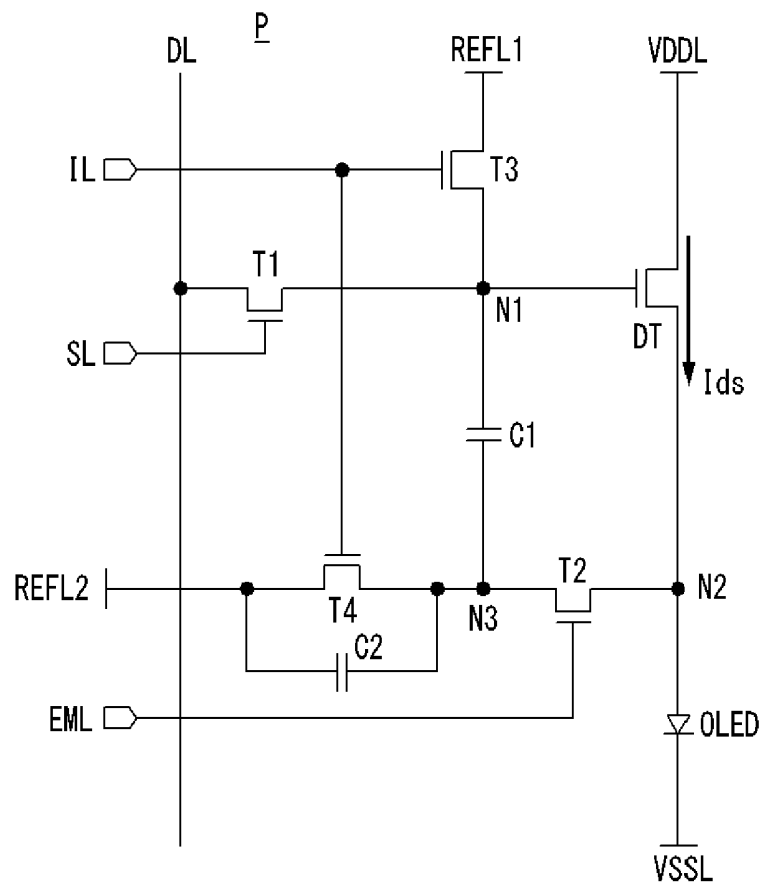 P
DL
REFL1
VDDL
IL
T3
T1
N1
DT
SL
Ids
C1
T2
REFL2
T4
N3
N2
C2
EML
OLED
VSSL